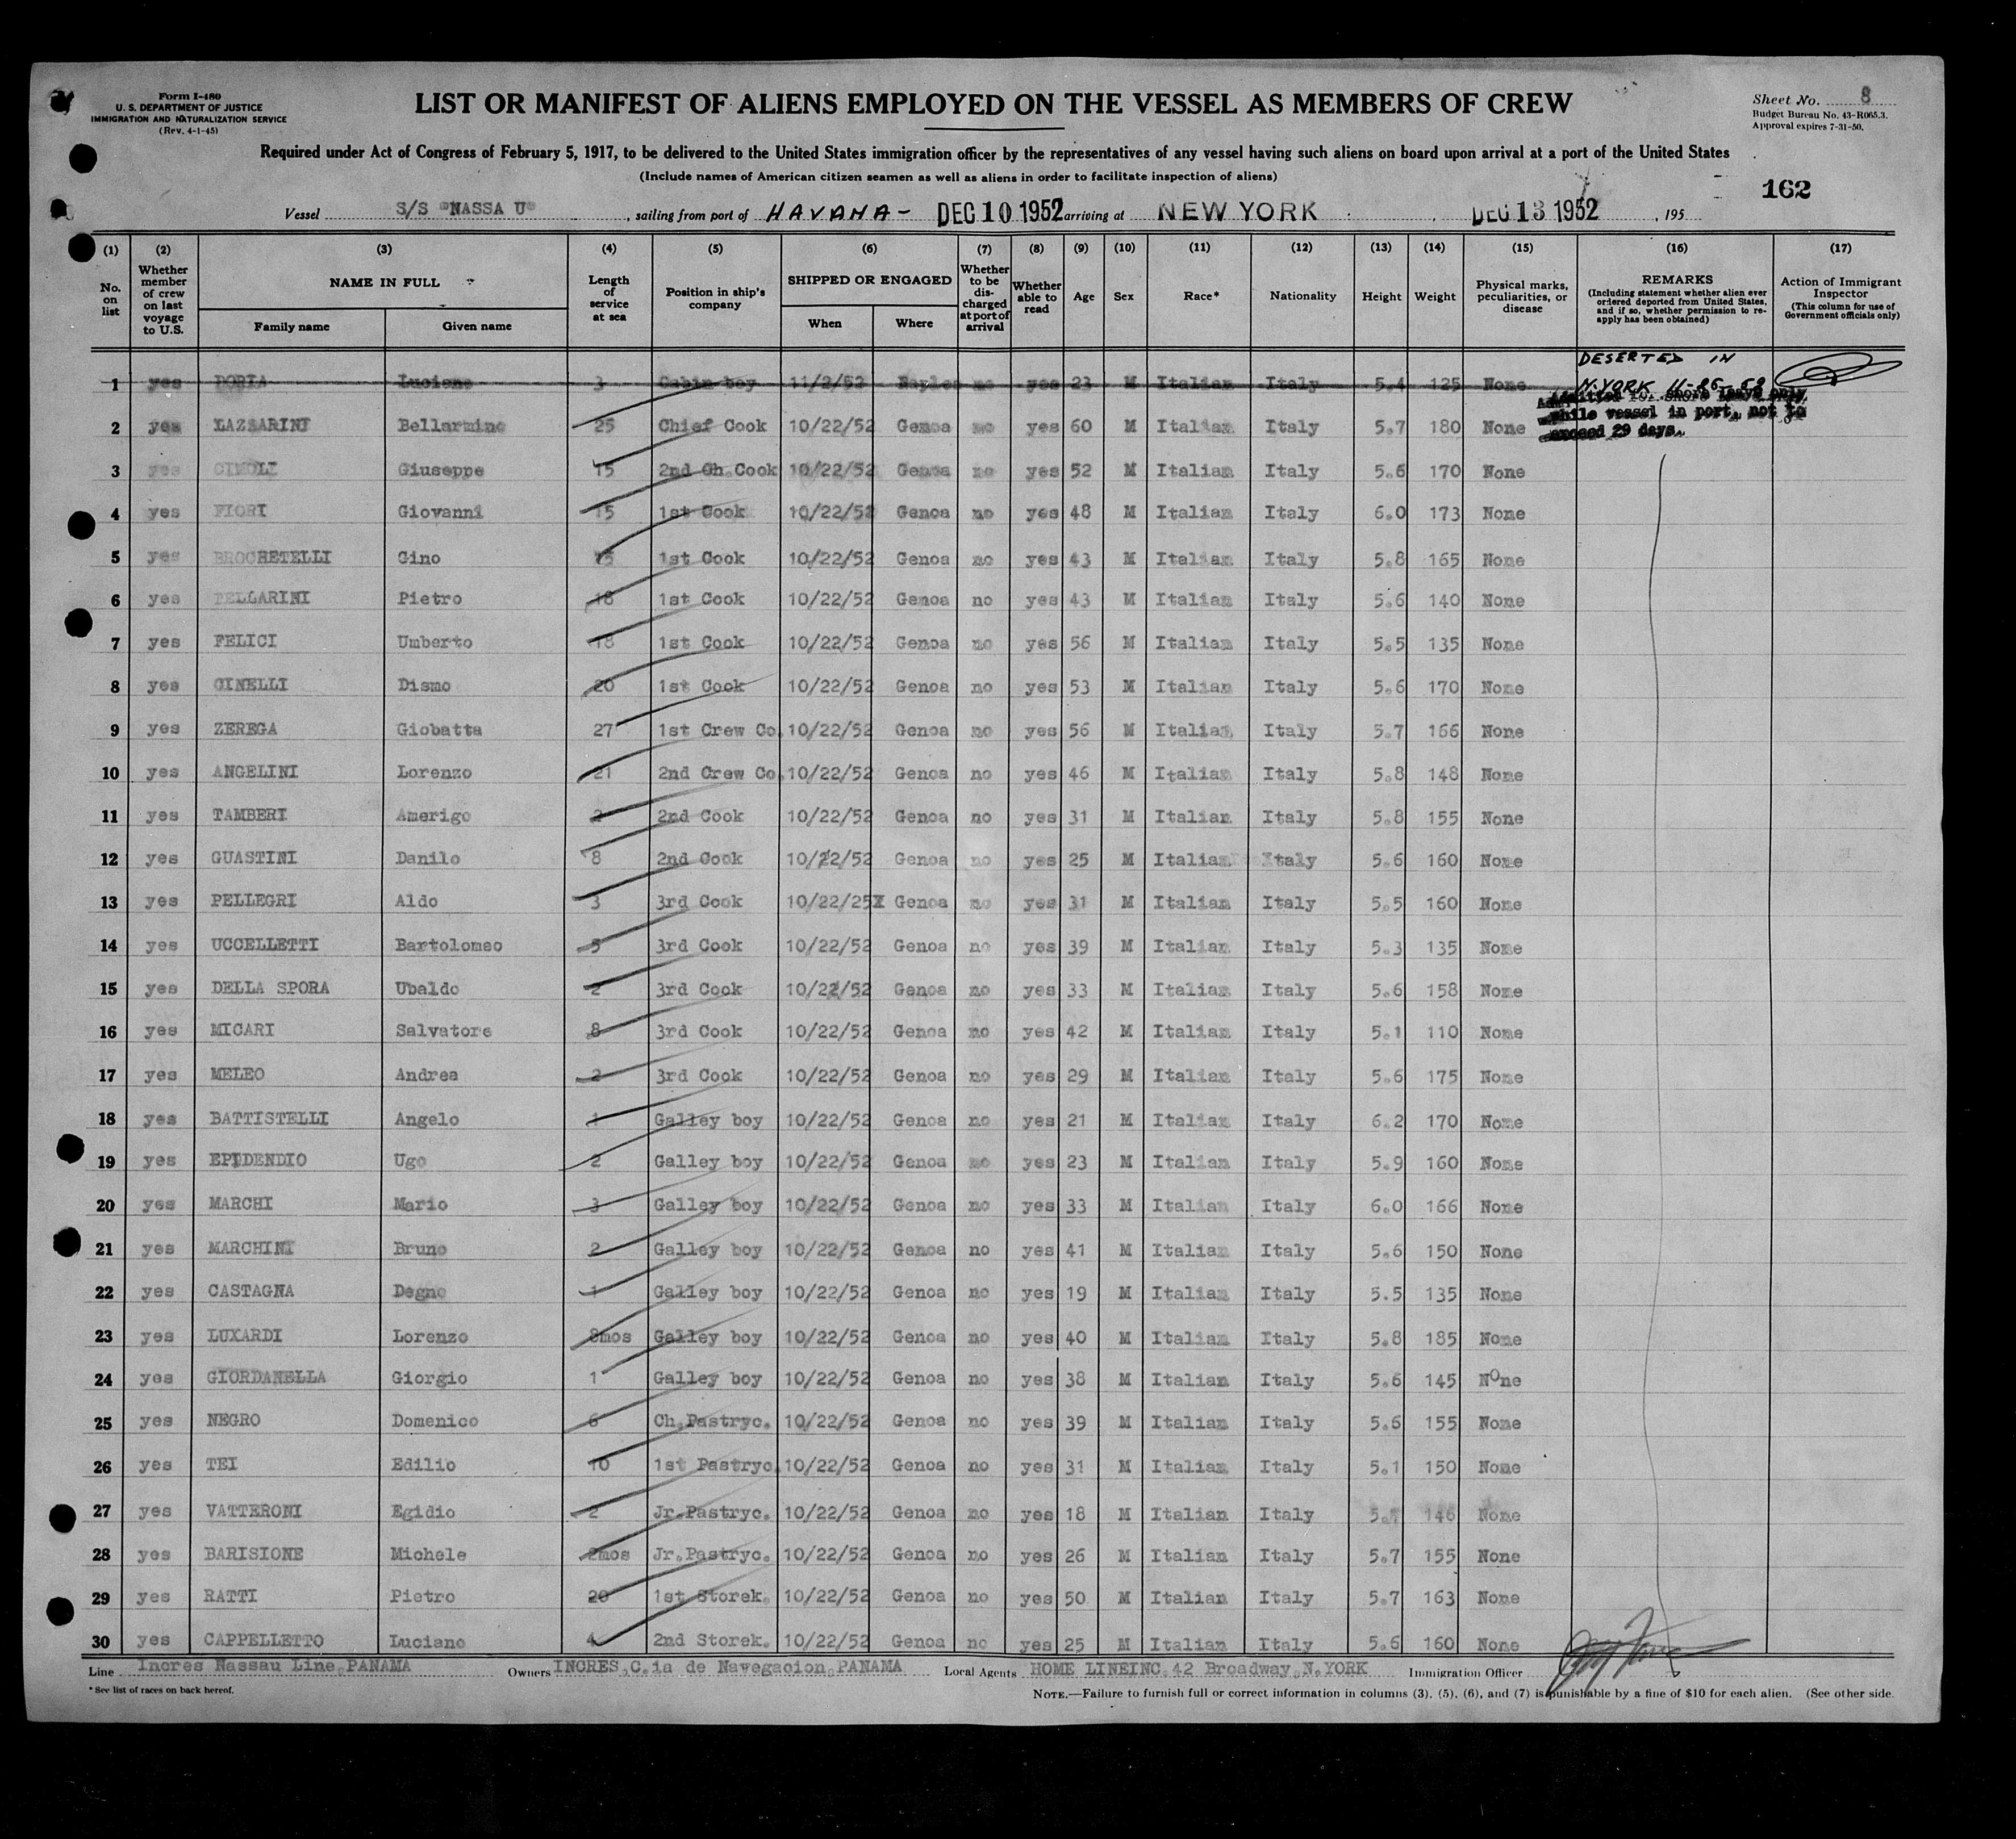 Form I-480
U. S. DEPARTMENT OF JUSTICE
IMMIGRATION AND NATURALIZATION SERVICE
(Rev. 4-1-45)
LIST OR MANIFEST OF ALIENS EMPLOYED ON THE VESSEL AS MEMBERS OF CREW
Sheet No. 8
Budget Bureau No. 43-R065.3.
Approval expires 7-31-50.
Required under Act of Congress of February 5, 1917, to be delivered to the United States immigration officer by the representatives of any vessel having such aliens on board upon arrival at a port of the United States
(Include names of American citizen seamen as well as aliens in order to facilitate inspection of aliens)
162
Vessel S/S "NASSA U" , sailing from port of HAVANA - DEC 10 1952 arriving at NEW YORK , DEC 13 1952 , 195
(1) (2) (3) (4) (5) (6) (7) (8) (9) (10) (11) (12) (13) (14) (15) (16) (17)
No. on list
Whether member of crew on last voyage to U.S.
NAME IN FULL
Family name Given name
Length of service at sea
Position in ship's company
SHIPPED OR ENGAGED
When Where
Whether to be discharged at port of arrival
Whether able to read
Age
Sex
Race*
Nationality
Height
Weight
Physical marks, peculiarities, or disease
REMARKS
(Including statement whether alien ever ordered deported from United States, and if so, whether permission to re-apply has been obtained)
Action of Immigrant Inspector
(This column for use of Government officials only)
DESERTED IN
1 yes DORIA Luciano 3 Cabin boy 11/2/52 Naples no yes 23 M Italian Italy 5.4 125 None N.YORK 11-26-52
Admitted for shore leave only
while vessel in port, not to
exceed 29 days.
2 yes LAZZARINI Bellarmino 25 Chief Cook 10/22/52 Genoa no yes 60 M Italian Italy 5.7 180 None
3 yes CIMOLI Giuseppe 15 2nd Ch.Cook 10/22/52 Genoa no yes 52 M Italian Italy 5.6 170 None
4 yes FIORI Giovanni 15 1st Cook 10/22/52 Genoa no yes 48 M Italian Italy 6.0 173 None
5 yes Gino 15 1st Cook 10/22/52 Genoa no yes 43 M Italian Italy 5.8 165 None
6 yes Pietro 18 1st Cook 10/22/52 Genoa no yes 43 M Italian Italy 5.6 140 None
7 yes FELICI Umberto 18 1st Cook 10/22/52 Genoa no yes 56 M Italian Italy 5.5 135 None
8 yes GINELLI Dismo 20 1st Cook 10/22/52 Genoa no yes 53 M Italian Italy 5.6 170 None
9 yes ZEREGA Giobatta 27 1st Crew Co. 10/22/52 Genoa no yes 56 M Italian Italy 5.7 166 None
10 yes ANGELINI Lorenzo 21 2nd Crew Co. 10/22/52 Genoa no yes 46 M Italian Italy 5.8 148 None
11 yes TAMBERI Amerigo 2 2nd Cook 10/22/52 Genoa no yes 31 M Italian Italy 5.8 155 None
12 yes GUASTINI Danilo 8 2nd Cook 10/22/52 Genoa no yes 25 M Italian Italy 5.6 160 None
13 yes PELLEGRI Aldo 3 3rd Cook 10/22/25X Genoa no yes 31 M Italian Italy 5.5 160 None
14 yes UCCELLETTI Bartolomeo 5 3rd Cook 10/22/52 Genoa no yes 39 M Italian Italy 5.3 135 None
15 yes DELLA SPORA Ubaldo 2 3rd Cook 10/22/52 Genoa no yes 33 M Italian Italy 5.6 158 None
16 yes MICARI Salvatore 8 3rd Cook 10/22/52 Genoa no yes 42 M Italian Italy 5.1 110 None
17 yes MELEO Andrea 2 3rd Cook 10/22/52 Genoa no yes 29 M Italian Italy 5.6 175 None
18 yes BATTISTELLI Angelo 1 Galley boy 10/22/52 Genoa no yes 21 M Italian Italy 6.2 170 None
19 yes EPIDENDIO Ugo 2 Galley boy 10/22/52 Genoa no yes 23 M Italian Italy 5.9 160 None
20 yes MARCHI Mario 3 Galley boy 10/22/52 Genoa no yes 33 M Italian Italy 6.0 166 None
21 yes MARCHINI Bruno 2 Galley boy 10/22/52 Genoa no yes 41 M Italian Italy 5.6 150 None
22 yes CASTAGNA Degno 1 Galley boy 10/22/52 Genoa no yes 19 M Italian Italy 5.5 135 None
23 yes LUXARDI Lorenzo 8mos Galley boy 10/22/52 Genoa no yes 40 M Italian Italy 5.8 185 None
24 yes GIORDANELLA Giorgio 1 Galley boy 10/22/52 Genoa no yes 38 M Italian Italy 5.6 145 None
25 yes NEGRO Domenico 6 Ch.Pastryc. 10/22/52 Genoa no yes 39 M Italian Italy 5.6 155 None
26 yes TEI Edilio 10 1st Pastryc. 10/22/52 Genoa no yes 31 M Italian Italy 5.1 150 None
27 yes VATTERONI Egidio 2 Jr.Pastryc. 10/22/52 Genoa no yes 18 M Italian Italy 5.7 146 None
28 yes BARISIONE Michele 2mos Jr.Pastryc. 10/22/52 Genoa no yes 26 M Italian Italy 5.7 155 None
29 yes RATTI Pietro 20 1st Storek. 10/22/52 Genoa no yes 50 M Italian Italy 5.7 163 None
30 yes CAPPELLETTO Luciano 4 2nd Storek. 10/22/52 Genoa no yes 25 M Italian Italy 5.6 160 None
Line Incres Nassau Line,PANAMA Owners INCRES,C.ia de Navegacion,PANAMA Local Agents HOME LINEINC.42 Broadway,N.YORK Immigration Officer
* See list of races on back hereof.
NOTE.—Failure to furnish full or correct information in columns (3), (5), (6), and (7) is punishable by a fine of $10 for each alien. (See other side.